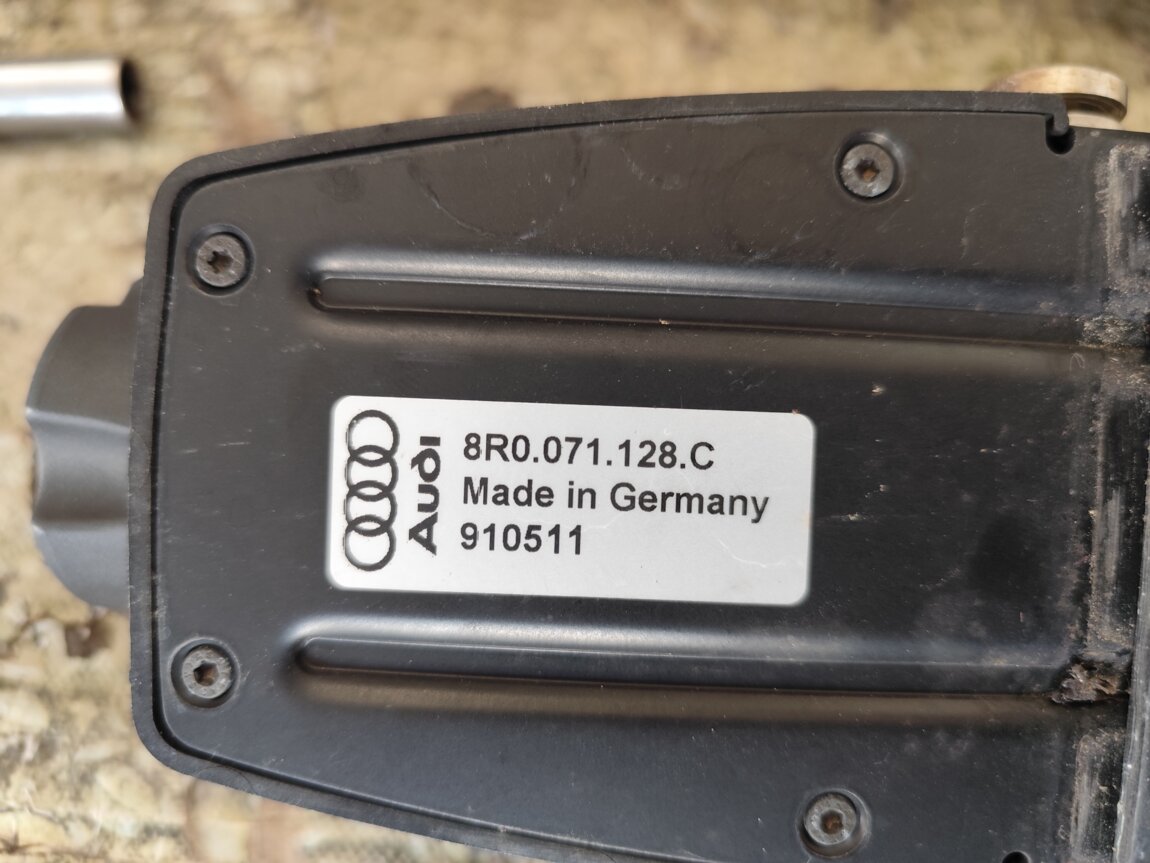 Audi
8R0.071.128.C
Made in Germany
910511